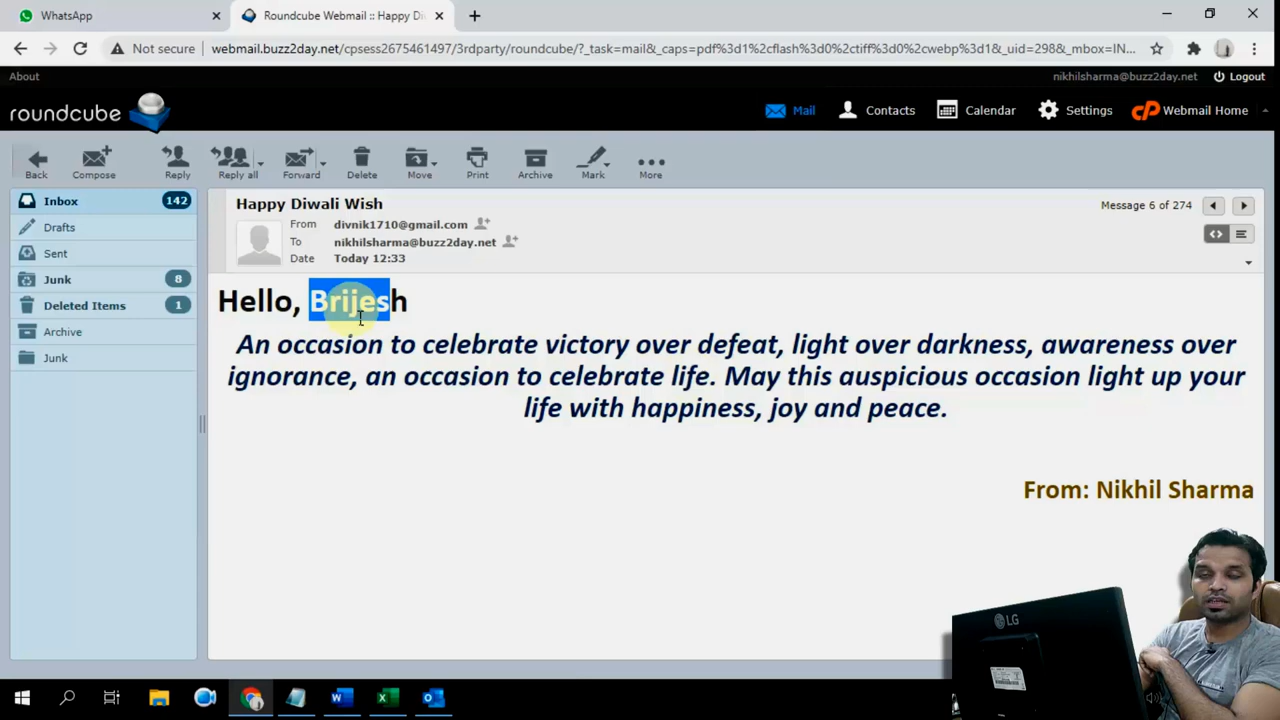 WhatsApp
Roundcube Webmail :: Happy Di
Not secure
webmail.buzz2day.net/cpsess2675461497/3rdparty/roundcube/?_task=mail&_caps=pdf%3d1%2cflash%3d0%2ctiff%3d0%2cwebp%3d1&_uid=298&_mbox=IN...
About
nikhilsharma@buzz2day.net
Logout
roundcube
Mail
Contacts
Calendar
Settings
cP Webmail Home
Back
Compose
Reply
Reply all
Forward
Delete
Move
Print
Archive
Mark
More
Inbox 142
Drafts
Sent
Junk 8
Deleted Items 1
Archive
Junk
Happy Diwali Wish
Message 6 of 274
From divnik1710@gmail.com
To nikhilsharma@buzz2day.net
Date Today 12:33
Hello, Brijesh
An occasion to celebrate victory over defeat, light over darkness, awareness over
ignorance, an occasion to celebrate life. May this auspicious occasion light up your
life with happiness, joy and peace.
From: Nikhil Sharma
LG